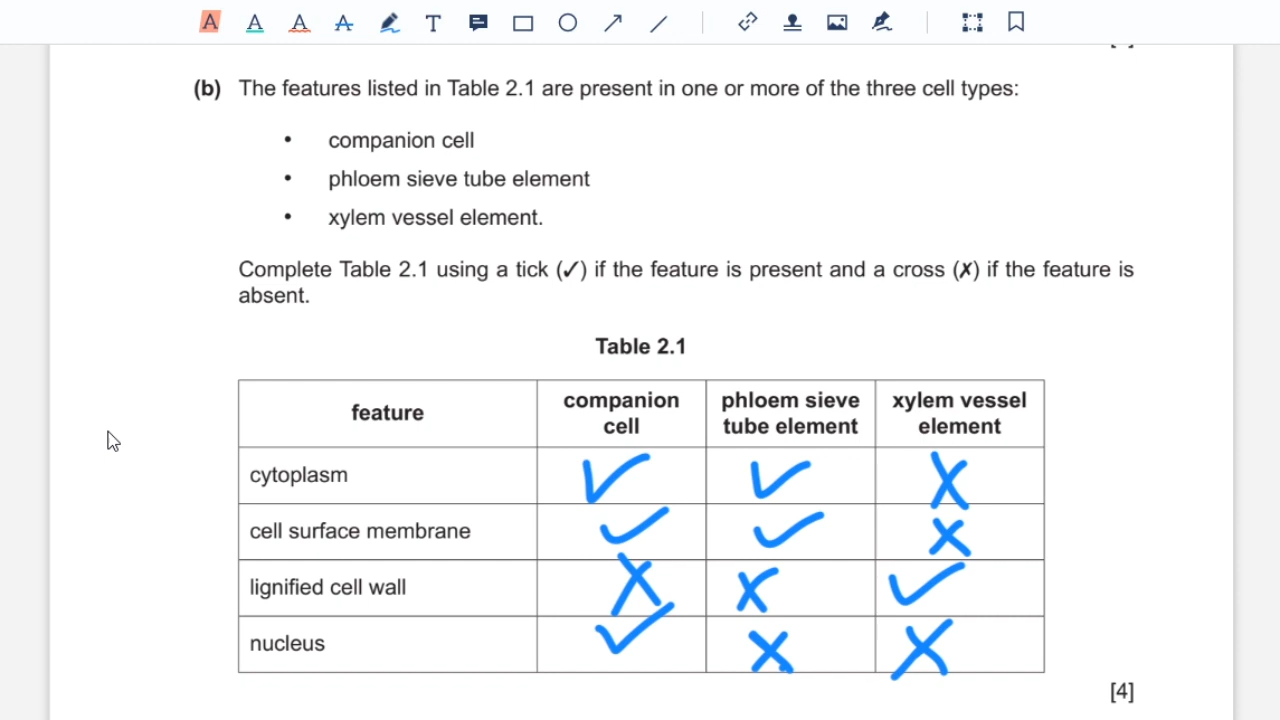 (b) The features listed in Table 2.1 are present in one or more of the three cell types:
• companion cell
• phloem sieve tube element
• xylem vessel element.
Complete Table 2.1 using a tick (✓) if the feature is present and a cross (✗) if the feature is
absent.
Table 2.1
feature companion cell phloem sieve tube element xylem vessel element
cytoplasm ✓ ✓ ✗
cell surface membrane ✓ ✓ ✗
lignified cell wall ✗ ✗ ✓
nucleus ✓ ✗ ✗
[4]